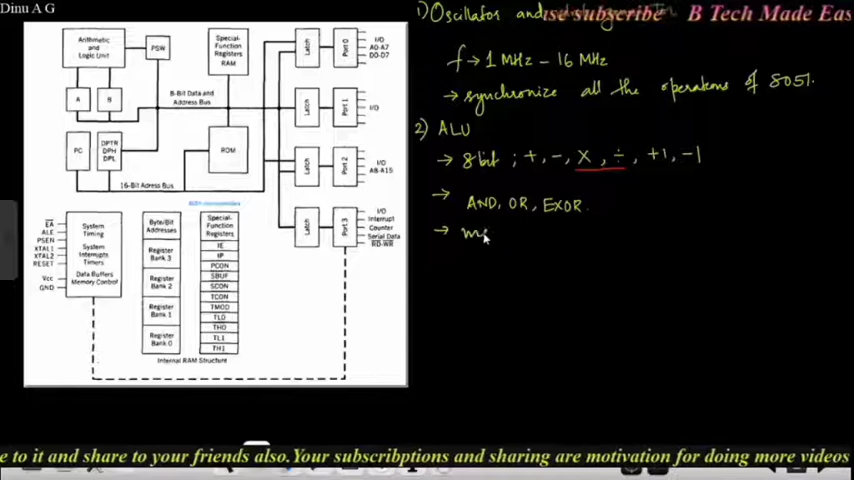 Dinu A G
use subscribe B Tech Made Eas
1) Oscillator and
f → 1 MHz - 16 MHz
→ synchronize all the operations of 8051.
2) ALU
→ 8 bit ; +, -, X, ÷, +1, -1
→ AND, OR, EXOR.
→ m
Arithmetic
and
Logic Unit
PSW
Special-
Function
Registers
RAM
Latch
Port 0
I/O
A0-A7
D0-D7
A
B
8-Bit Data and
Address Bus
Latch
Port 1
I/O
PC
DPTR
DPH
DPL
ROM
Latch
Port 2
I/O
A8-A15
16-Bit Adress Bus
Latch
Port 3
I/O
Interrupt
Counter
Serial Data
RD-WR
EA
ALE
PSEN
XTAL1
XTAL2
RESET
Vcc
GND
System
Timing
System
Interrupts
Timers
Data Buffers
Memory Control
Byte/Bit
Addresses
Register
Bank 3
Register
Bank 2
Register
Bank 1
Register
Bank 0
Special-
Function
Registers
IE
IP
PCON
SBUF
SCON
TCON
TMOD
TLD
THO
TL1
TH1
Internal RAM Structure
e to it and share to your friends also.Your subscribptions and sharing are motivation for doing more videos